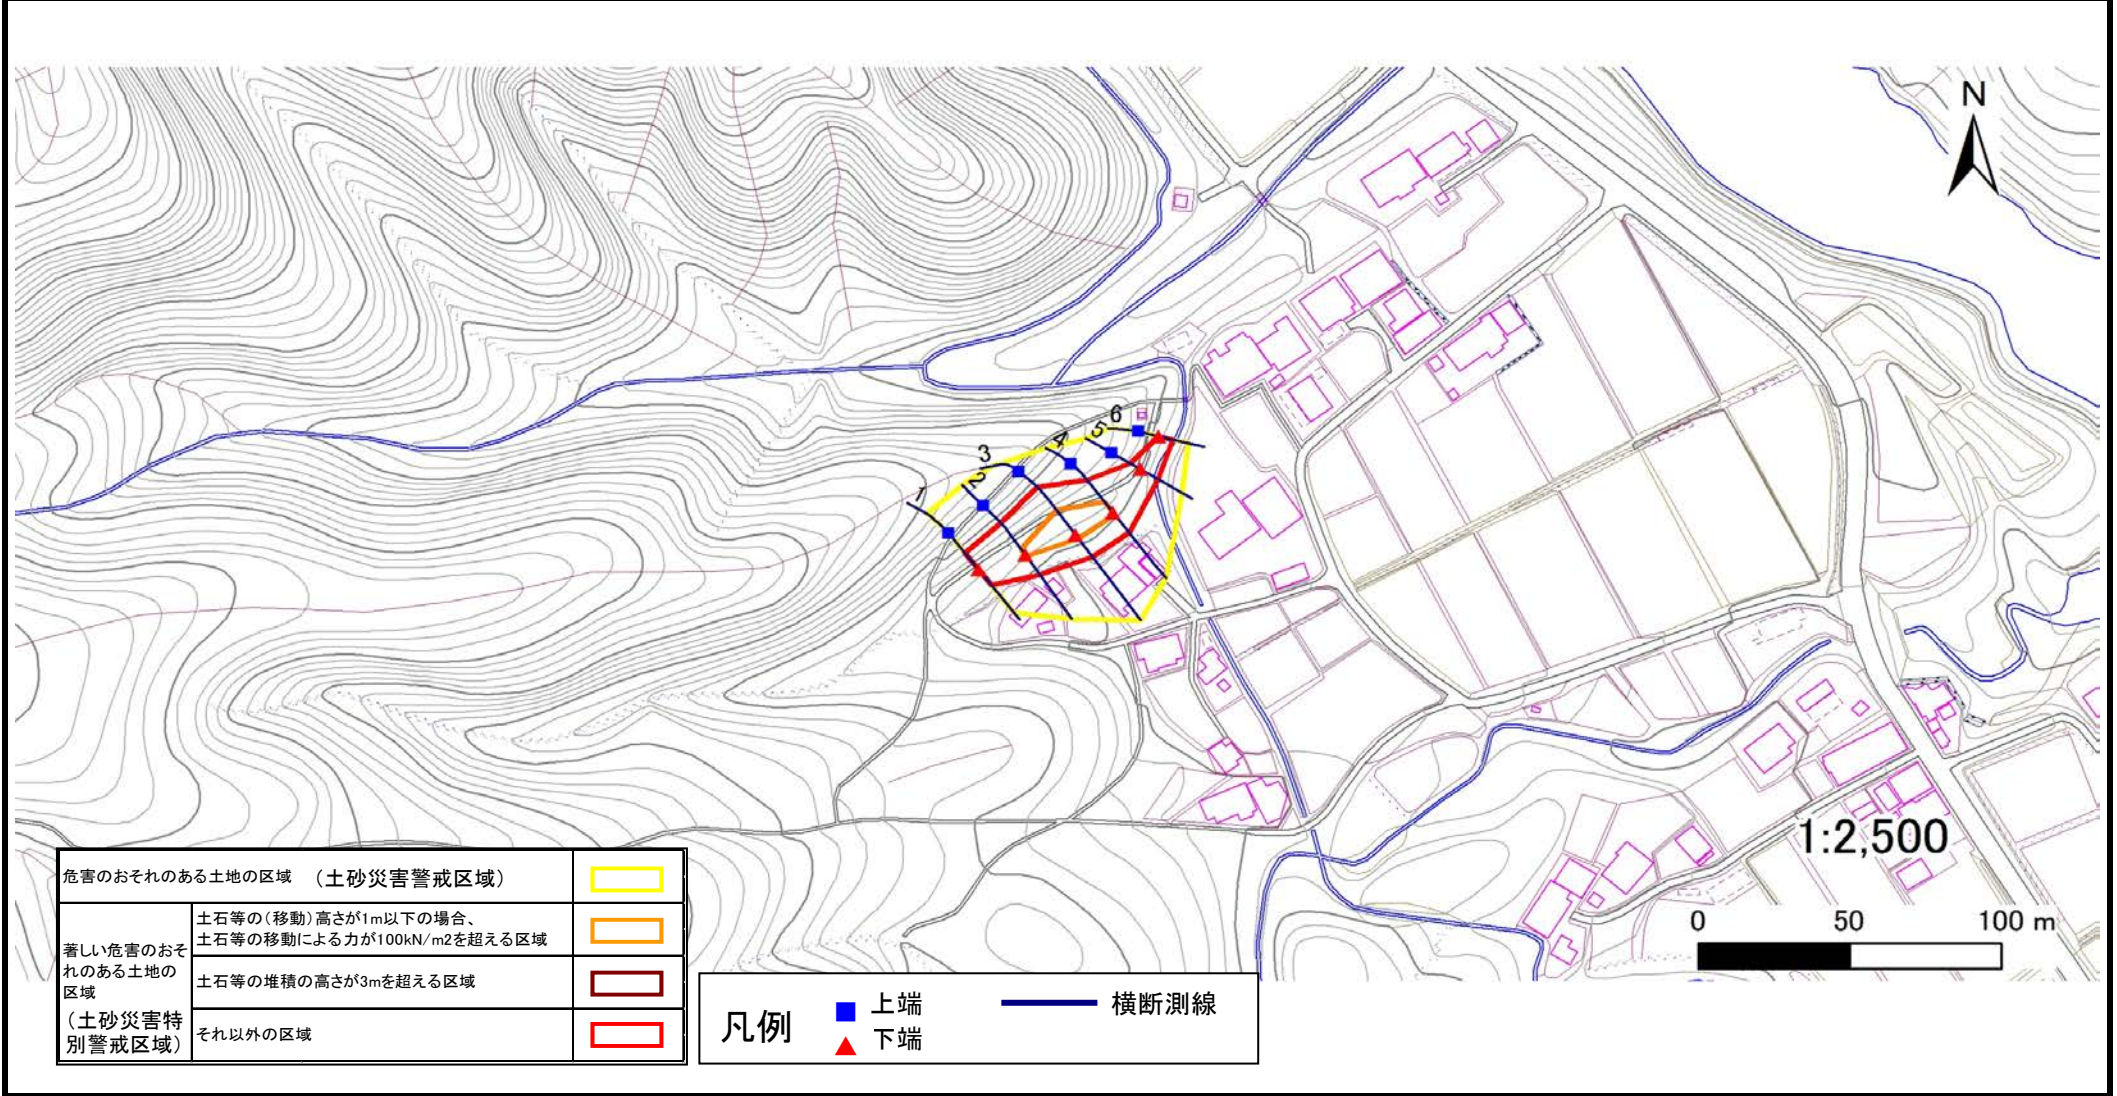 N
6
5
4
3
2
1
1:2,500
0 50 100 m
危害のおそれのある土地の区域 （土砂災害警戒区域）
著しい危害のおそ
れのある土地の
区域
（土砂災害特
別警戒区域）
土石等の（移動）高さが1m以下の場合、
土石等の移動による力が100kN/m2を超える区域
土石等の堆積の高さが3mを超える区域
それ以外の区域
凡例
上端
下端
横断測線